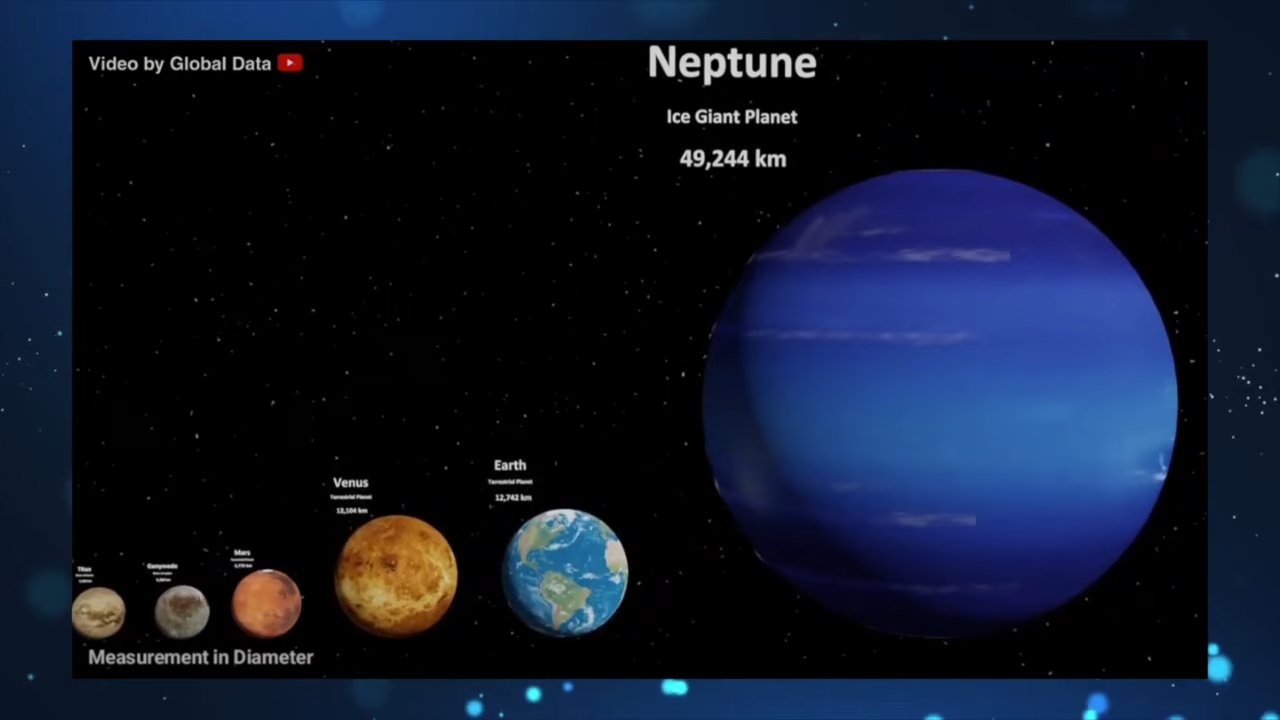 Video by Global Data
Neptune
Ice Giant Planet
49,244 km
Earth
Terrestrial Planet
12,742 km
Venus
Terrestrial Planet
12,104 km
Mars
Ganymede
Titan
Measurement in Diameter